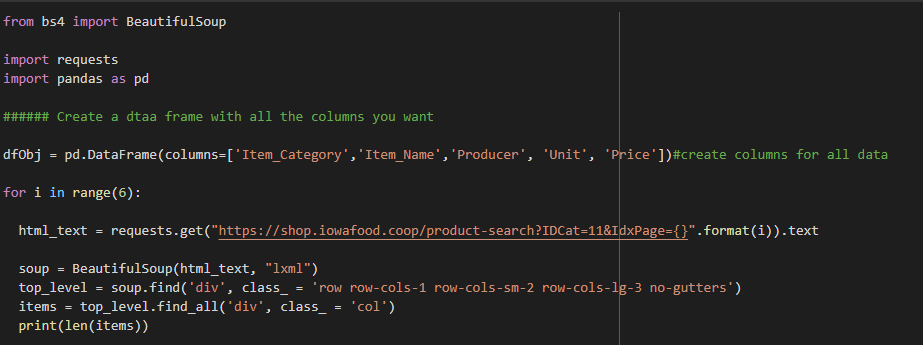 from bs4 import BeautifulSoup
import requests
import pandas as pd
###### Create a dtaa frame with all the columns you want
dfObj = pd.DataFrame(columns=['Item_Category','Item_Name','Producer', 'Unit', 'Price'])#create columns for all data
for i in range(6):
html_text = requests.get("https://shop.iowafood.coop/product-search?IDCat=11&IdxPage={}".format(i)).text
soup = BeautifulSoup(html_text, "lxml")
top_level = soup.find('div', class_ = 'row row-cols-1 row-cols-sm-2 row-cols-lg-3 no-gutters')
items = top_level.find_all('div', class_ = 'col')
print(len(items))